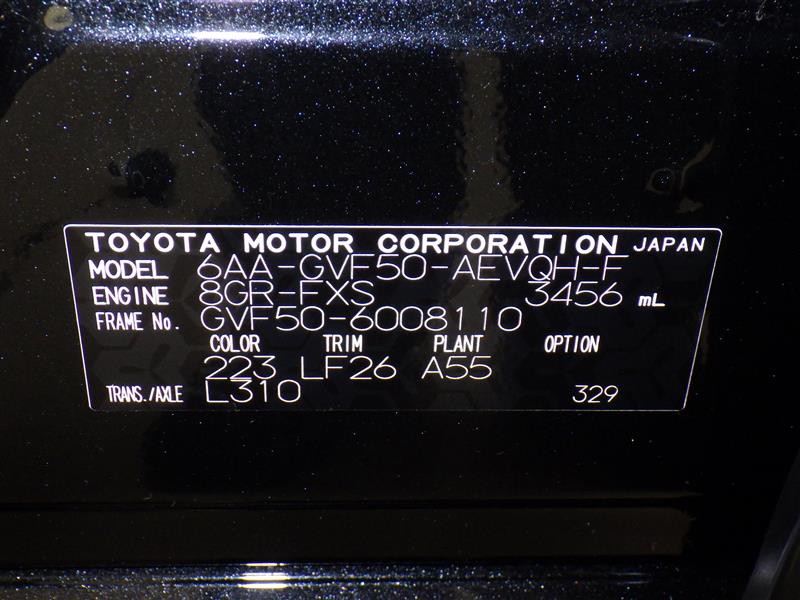 TOYOTA MOTOR CORPORATION JAPAN
MODEL 6AA-GVF50-AEVQH-F
ENGINE 8GR-FXS 3456 mL
FRAME No. GVF50-6008110
COLOR TRIM PLANT OPTION
223 LF26 A55
TRANS./AXLE L310 329